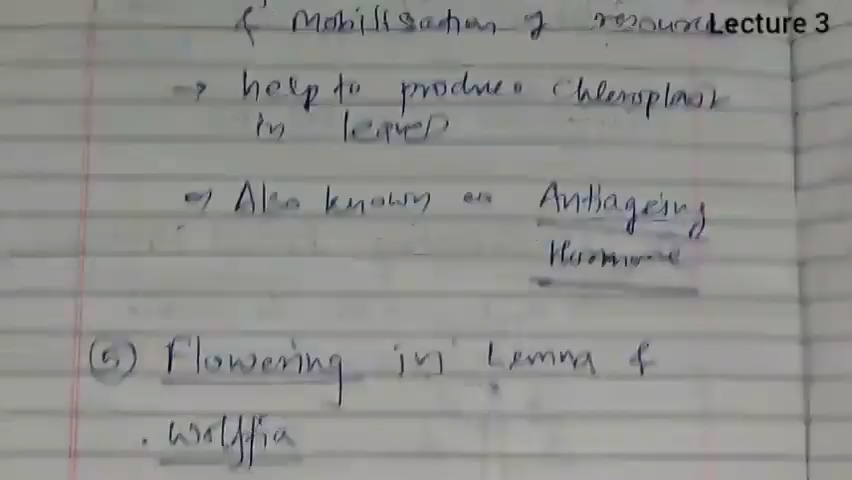 & Mobilisation of resource Lecture 3
→ help to produce Chloroplast
in leaves
→ Also known as Antiageing
Hormone
(5) Flowering in Lemna &
. Wolffia